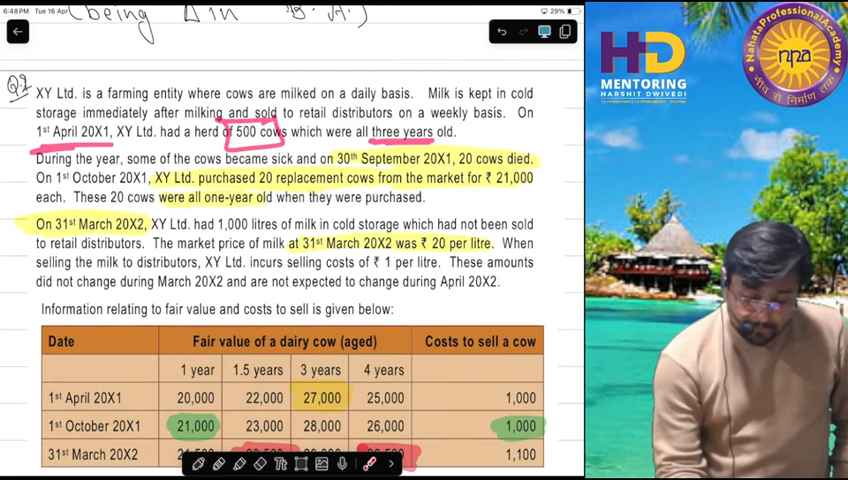 6:48 PM Tue 16 Apr
29%
(being Δ in B.A.)
Q.2
XY Ltd. is a farming entity where cows are milked on a daily basis. Milk is kept in cold
storage immediately after milking and sold to retail distributors on a weekly basis. On
1st April 20X1, XY Ltd. had a herd of 500 cows which were all three years old.
During the year, some of the cows became sick and on 30th September 20X1, 20 cows died.
On 1st October 20X1, XY Ltd. purchased 20 replacement cows from the market for ₹ 21,000
each. These 20 cows were all one-year old when they were purchased.
On 31st March 20X2, XY Ltd. had 1,000 litres of milk in cold storage which had not been sold
to retail distributors. The market price of milk at 31st March 20X2 was ₹ 20 per litre. When
selling the milk to distributors, XY Ltd. incurs selling costs of ₹ 1 per litre. These amounts
did not change during March 20X2 and are not expected to change during April 20X2.
Information relating to fair value and costs to sell is given below:
Date Fair value of a dairy cow (aged) Costs to sell a cow
1 year 1.5 years 3 years 4 years
1st April 20X1 20,000 22,000 27,000 25,000 1,000
1st October 20X1 21,000 23,000 28,000 26,000 1,000
31st March 20X2 1,100
HD
MENTORING
HARSHIT DWIVEDI
NAHATA PROFESSIONAL ACADEMY
npa
नींव से निर्माण तक